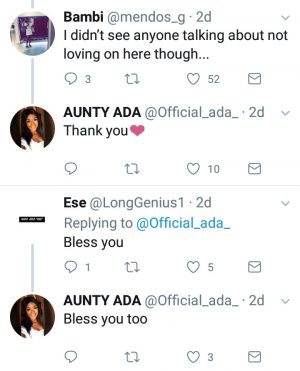 Bambi @mendos_g · 2d
I didn't see anyone talking about not
loving on here though...
3 52
AUNTY ADA @Official_ada_ · 2d
Thank you
10
Ese @LongGenius1 · 2d
Replying to @Official_ada_
Bless you
1 5
AUNTY ADA @Official_ada_ · 2d
Bless you too
3